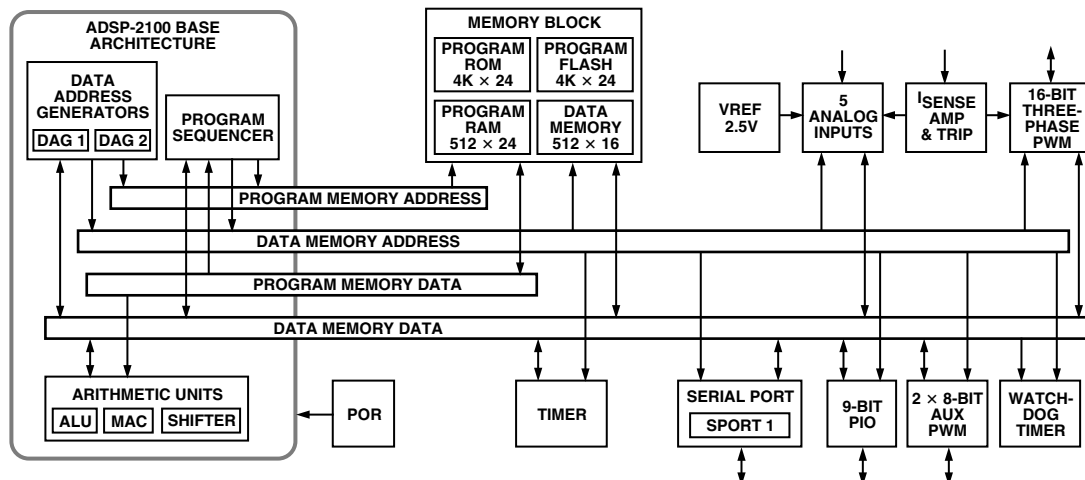 ADSP-2100 BASE
ARCHITECTURE
DATA
ADDRESS
GENERATORS
DAG 1
DAG 2
PROGRAM
SEQUENCER
MEMORY BLOCK
PROGRAM
ROM
4K × 24
PROGRAM
FLASH
4K × 24
PROGRAM
RAM
512 × 24
DATA
MEMORY
512 × 16
VREF
2.5V
5
ANALOG
INPUTS
ISENSE
AMP
& TRIP
16-BIT
THREE-
PHASE
PWM
PROGRAM MEMORY ADDRESS
DATA MEMORY ADDRESS
PROGRAM MEMORY DATA
DATA MEMORY DATA
ARITHMETIC UNITS
ALU
MAC
SHIFTER
POR
TIMER
SERIAL PORT
SPORT 1
9-BIT
PIO
2 × 8-BIT
AUX
PWM
WATCH-
DOG
TIMER